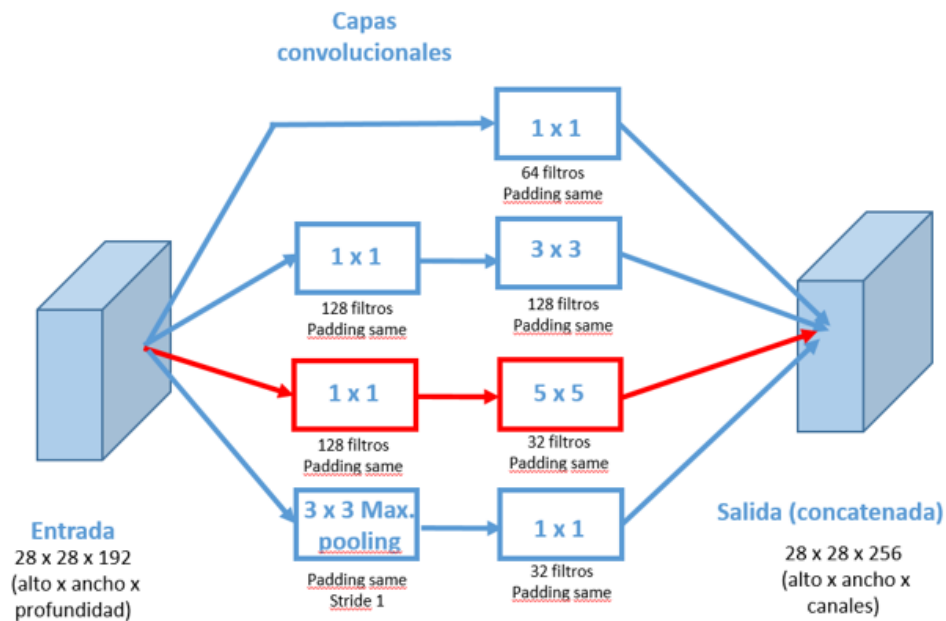 Capas
convolucionales
1 x 1
64 filtros
Padding same
1 x 1
128 filtros
Padding same
3 x 3
128 filtros
Padding same
1 x 1
128 filtros
Padding same
5 x 5
32 filtros
Padding same
3 x 3 Max.
pooling
Padding same
Stride 1
1 x 1
32 filtros
Padding same
Entrada
28 x 28 x 192
(alto x ancho x
profundidad)
Salida (concatenada)
28 x 28 x 256
(alto x ancho x
canales)